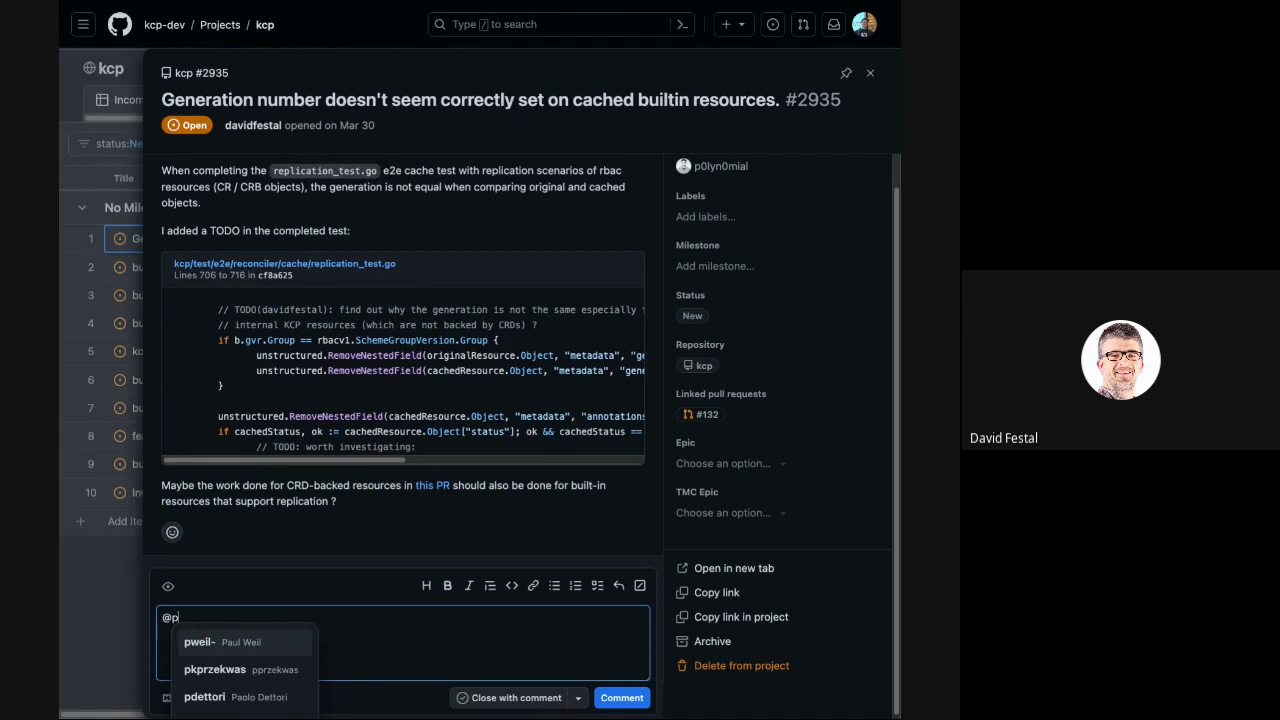 kcp-dev / Projects / kcp
Type / to search
kcp
kcp #2935
Generation number doesn't seem correctly set on cached builtin resources. #2935
Open
davidfestal opened on Mar 30
status:Ne
Title
No Mile
1
2
3
4
5
6
7
8
9
10
Add ite
When completing the replication_test.go e2e cache test with replication scenarios of rbac
resources (CR / CRB objects), the generation is not equal when comparing original and cached
objects.
I added a TODO in the completed test:
kcp/test/e2e/reconciler/cache/replication_test.go
Lines 706 to 716 in cf8a625
// TODO(davidfestal): find out why the generation is not the same especially f
// internal KCP resources (which are not backed by CRDs) ?
if b.gvr.Group == rbacv1.SchemeGroupVersion.Group {
unstructured.RemoveNestedField(originalResource.Object, "metadata", "ge
unstructured.RemoveNestedField(cachedResource.Object, "metadata", "gene
}
unstructured.RemoveNestedField(cachedResource.Object, "metadata", "annotations
if cachedStatus, ok := cachedResource.Object["status"]; ok && cachedStatus ==
// TODO: worth investigating:
Maybe the work done for CRD-backed resources in this PR should also be done for built-in
resources that support replication ?
@p
pweil- Paul Weil
pkprzekwas pprzekwas
pdettori Paolo Dettori
Close with comment
Comment
p0lyn0mial
Labels
Add labels...
Milestone
Add milestone...
Status
New
Repository
kcp
Linked pull requests
#132
Epic
Choose an option...
TMC Epic
Choose an option...
Open in new tab
Copy link
Copy link in project
Archive
Delete from project
David Festal